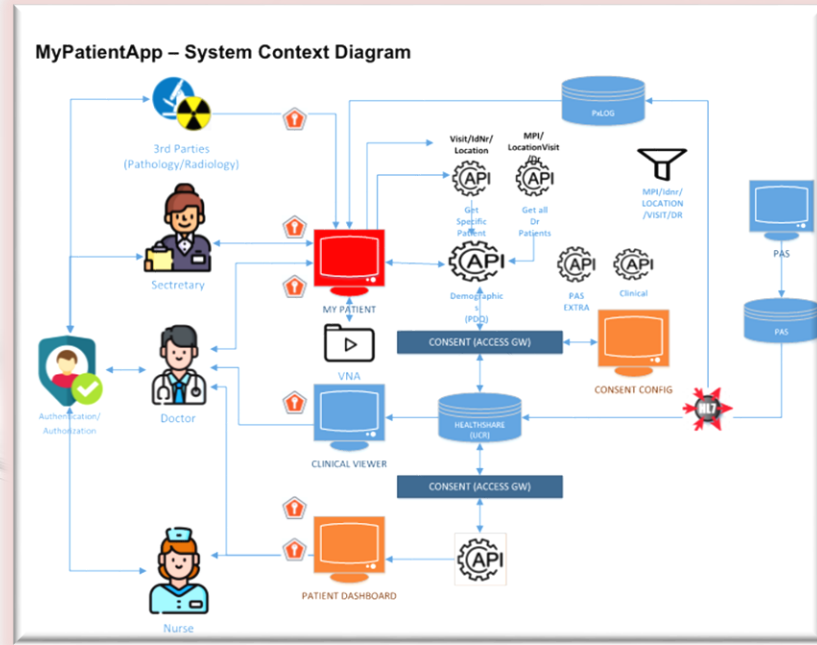 MyPatientApp – System Context Diagram
PxLOG
Visit/IdNr/
Location
MPI/
LocationVisit
/Dr
3rd Parties
(Pathology/Radiology)
API
API
MPI/Idnr/
LOCATION
/VISIT/DR
Get
Specific
Patient
Get all
Dr
Patients
PAS
API
API
API
Sectretary
MY PATIENT
Demographic
s
(PDQ)
PAS
EXTRA
Clinical
PAS
CONSENT (ACCESS GW)
VNA
CONSENT CONFIG
Authentication/
Authorization
Doctor
HL7
HEALTHSHARE
(UCR)
CLINICAL VIEWER
CONSENT (ACCESS GW)
API
PATIENT DASHBOARD
Nurse